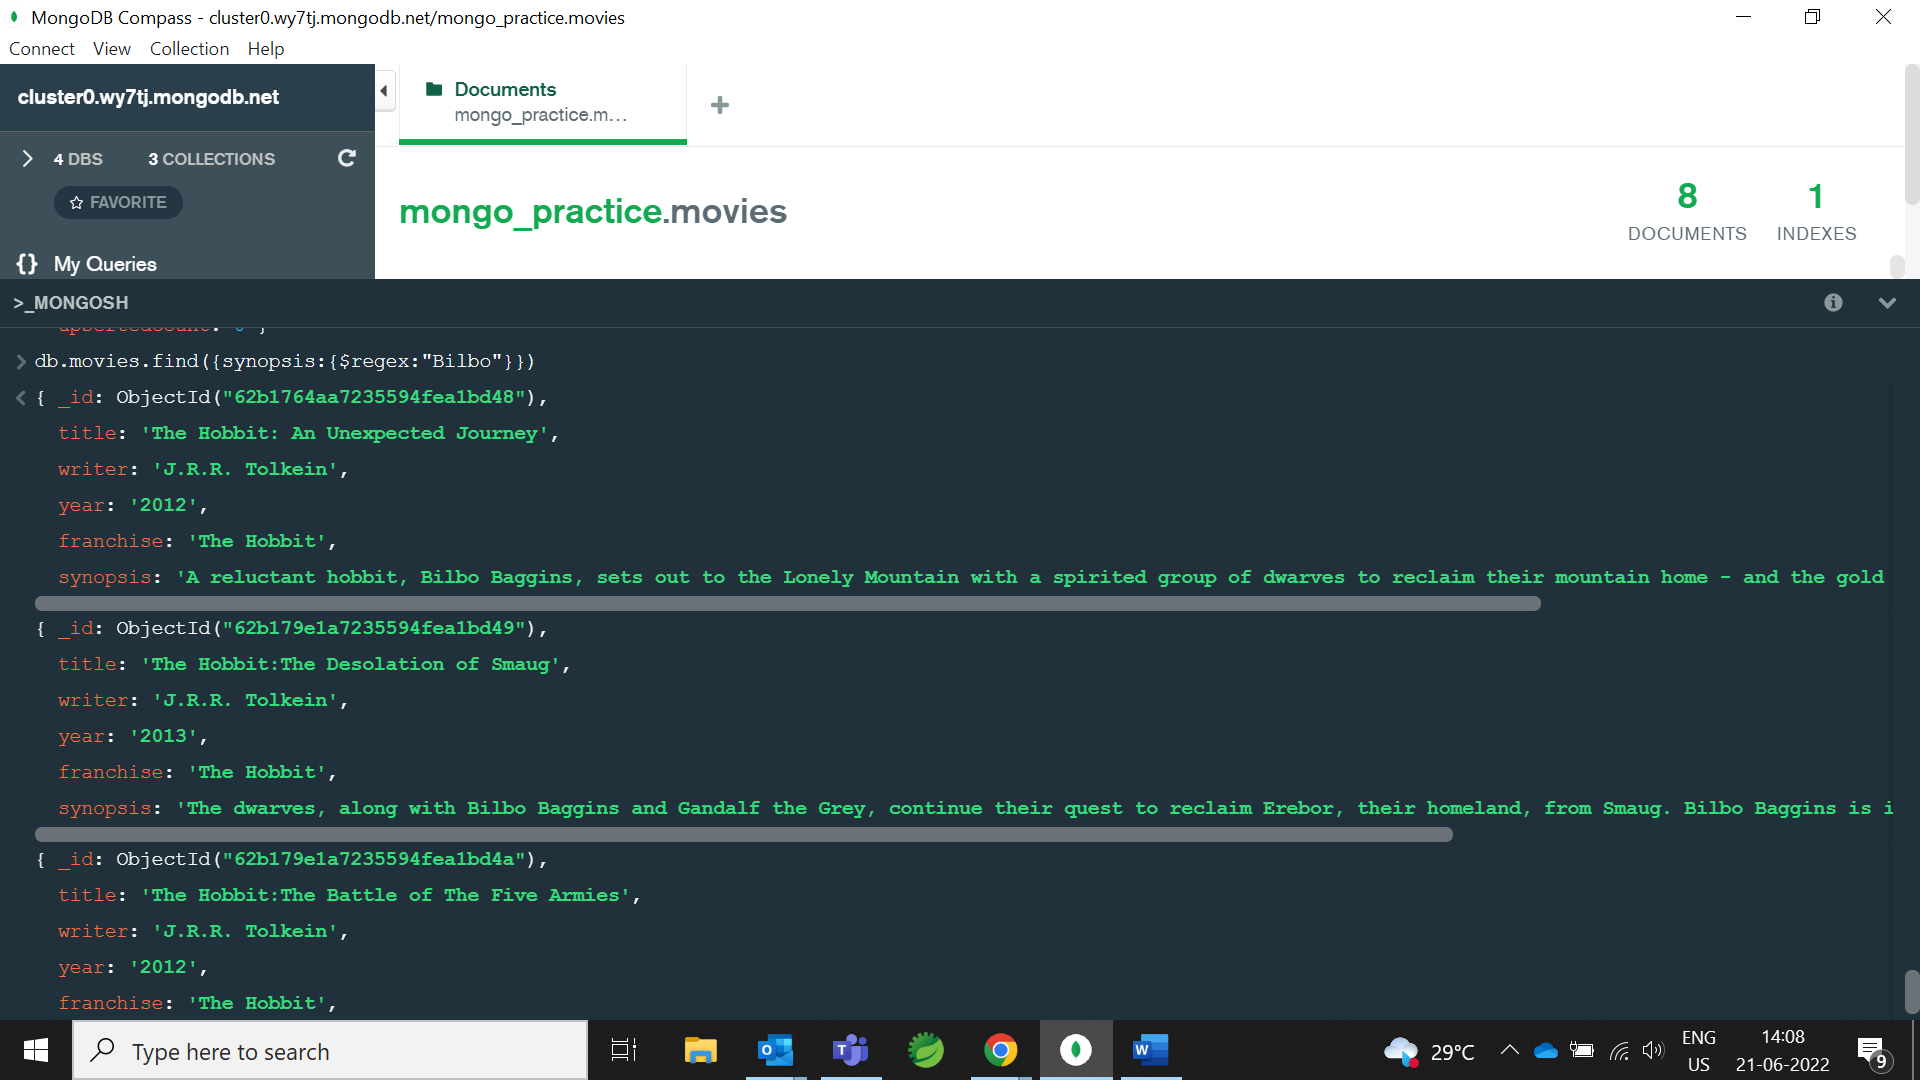 MongoDB Compass - cluster0.wy7tj.mongodb.net/mongo_practice.movies
Connect View Collection Help
cluster0.wy7tj.mongodb.net
Documents
mongo_practice.m...
4 DBS 3 COLLECTIONS
FAVORITE
mongo_practice.movies
8
DOCUMENTS
1
INDEXES
{} My Queries
>_MONGOSH
upsertedCount: 0 }
> db.movies.find({synopsis:{$regex:"Bilbo"}})
< { _id: ObjectId("62b1764aa7235594fea1bd48"),
title: 'The Hobbit: An Unexpected Journey',
writer: 'J.R.R. Tolkein',
year: '2012',
franchise: 'The Hobbit',
synopsis: 'A reluctant hobbit, Bilbo Baggins, sets out to the Lonely Mountain with a spirited group of dwarves to reclaim their mountain home - and the gold
{ _id: ObjectId("62b179e1a7235594fea1bd49"),
title: 'The Hobbit:The Desolation of Smaug',
writer: 'J.R.R. Tolkein',
year: '2013',
franchise: 'The Hobbit',
synopsis: 'The dwarves, along with Bilbo Baggins and Gandalf the Grey, continue their quest to reclaim Erebor, their homeland, from Smaug. Bilbo Baggins is i
{ _id: ObjectId("62b179e1a7235594fea1bd4a"),
title: 'The Hobbit:The Battle of The Five Armies',
writer: 'J.R.R. Tolkein',
year: '2012',
franchise: 'The Hobbit',
Type here to search
29°C
ENG
US
14:08
21-06-2022
9